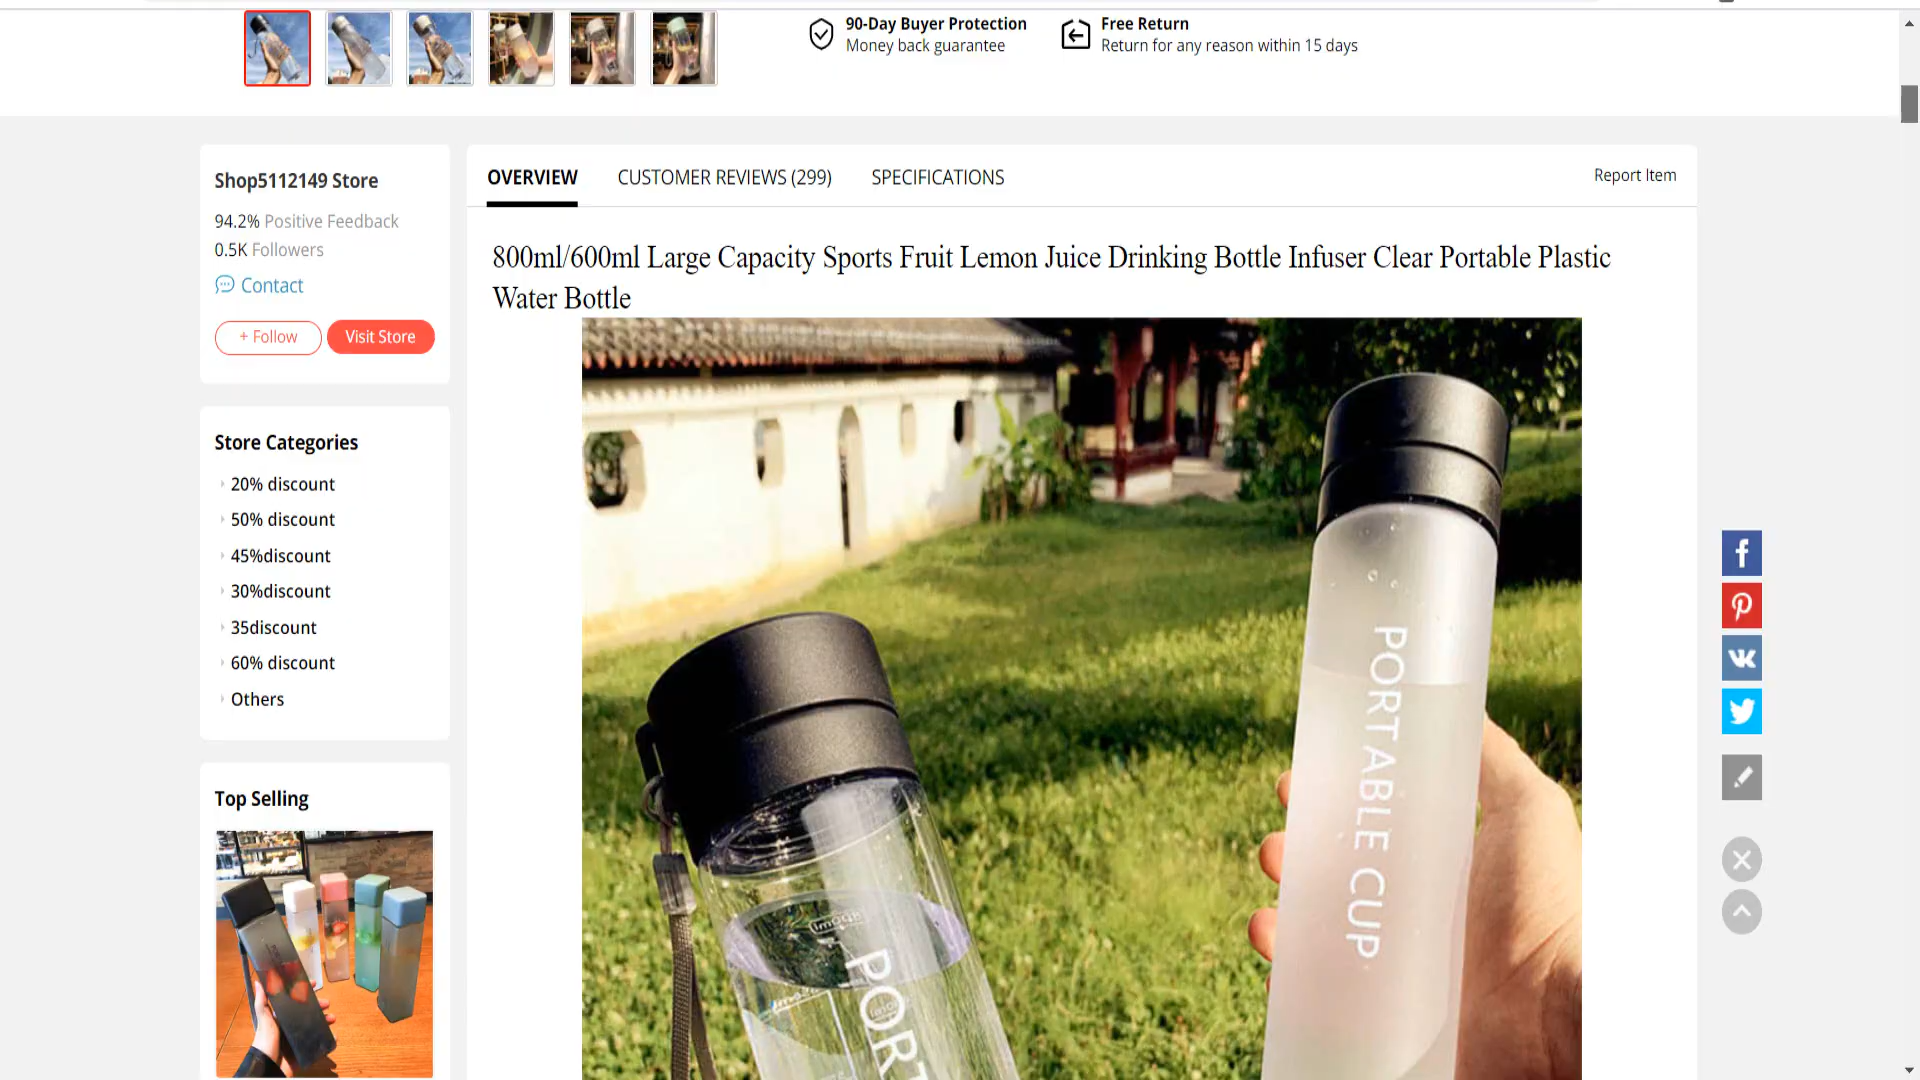 90-Day Buyer Protection
Money back guarantee
Free Return
Return for any reason within 15 days
Shop5112149 Store
94.2% Positive Feedback
0.5K Followers
Contact
+ Follow
Visit Store
OVERVIEW
CUSTOMER REVIEWS (299)
SPECIFICATIONS
Report Item
800ml/600ml Large Capacity Sports Fruit Lemon Juice Drinking Bottle Infuser Clear Portable Plastic
Water Bottle
Store Categories
20% discount
50% discount
45%discount
30%discount
35discount
60% discount
Others
Top Selling
PORTABLE CUP
PORT